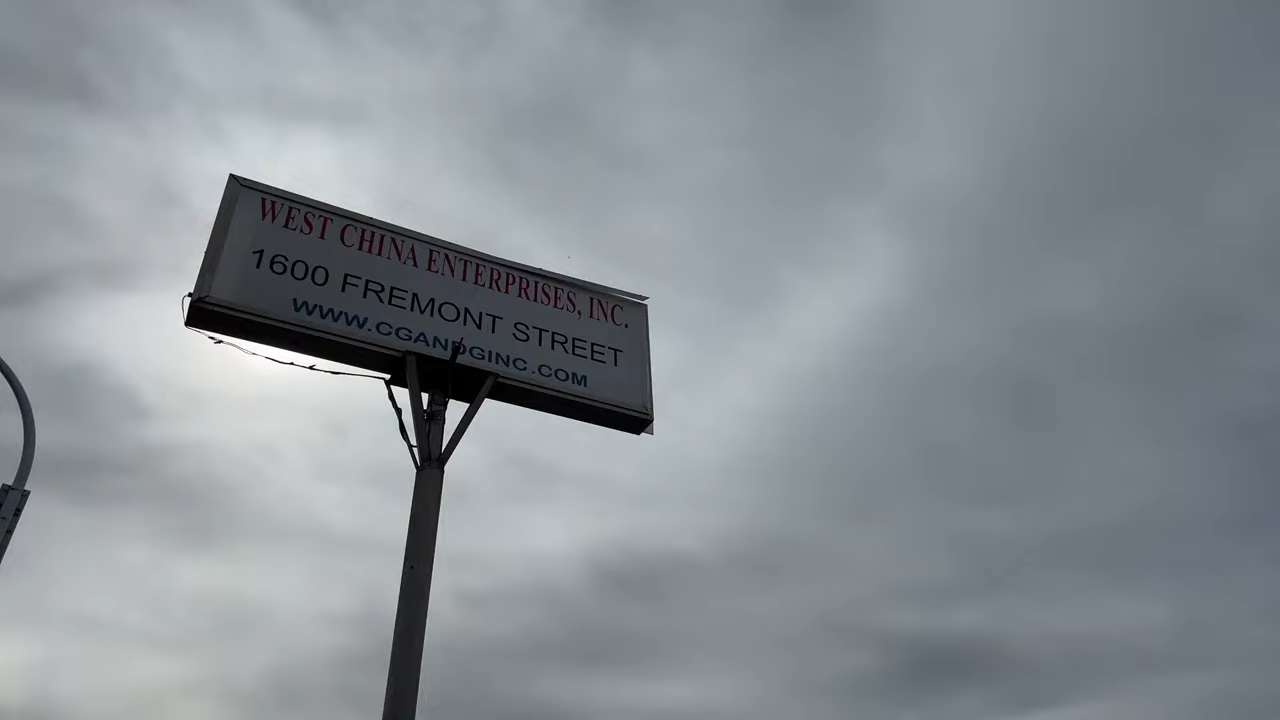 WEST CHINA ENTERPRISES, INC.
1600 FREMONT STREET
WWW.CGANDGINC.COM